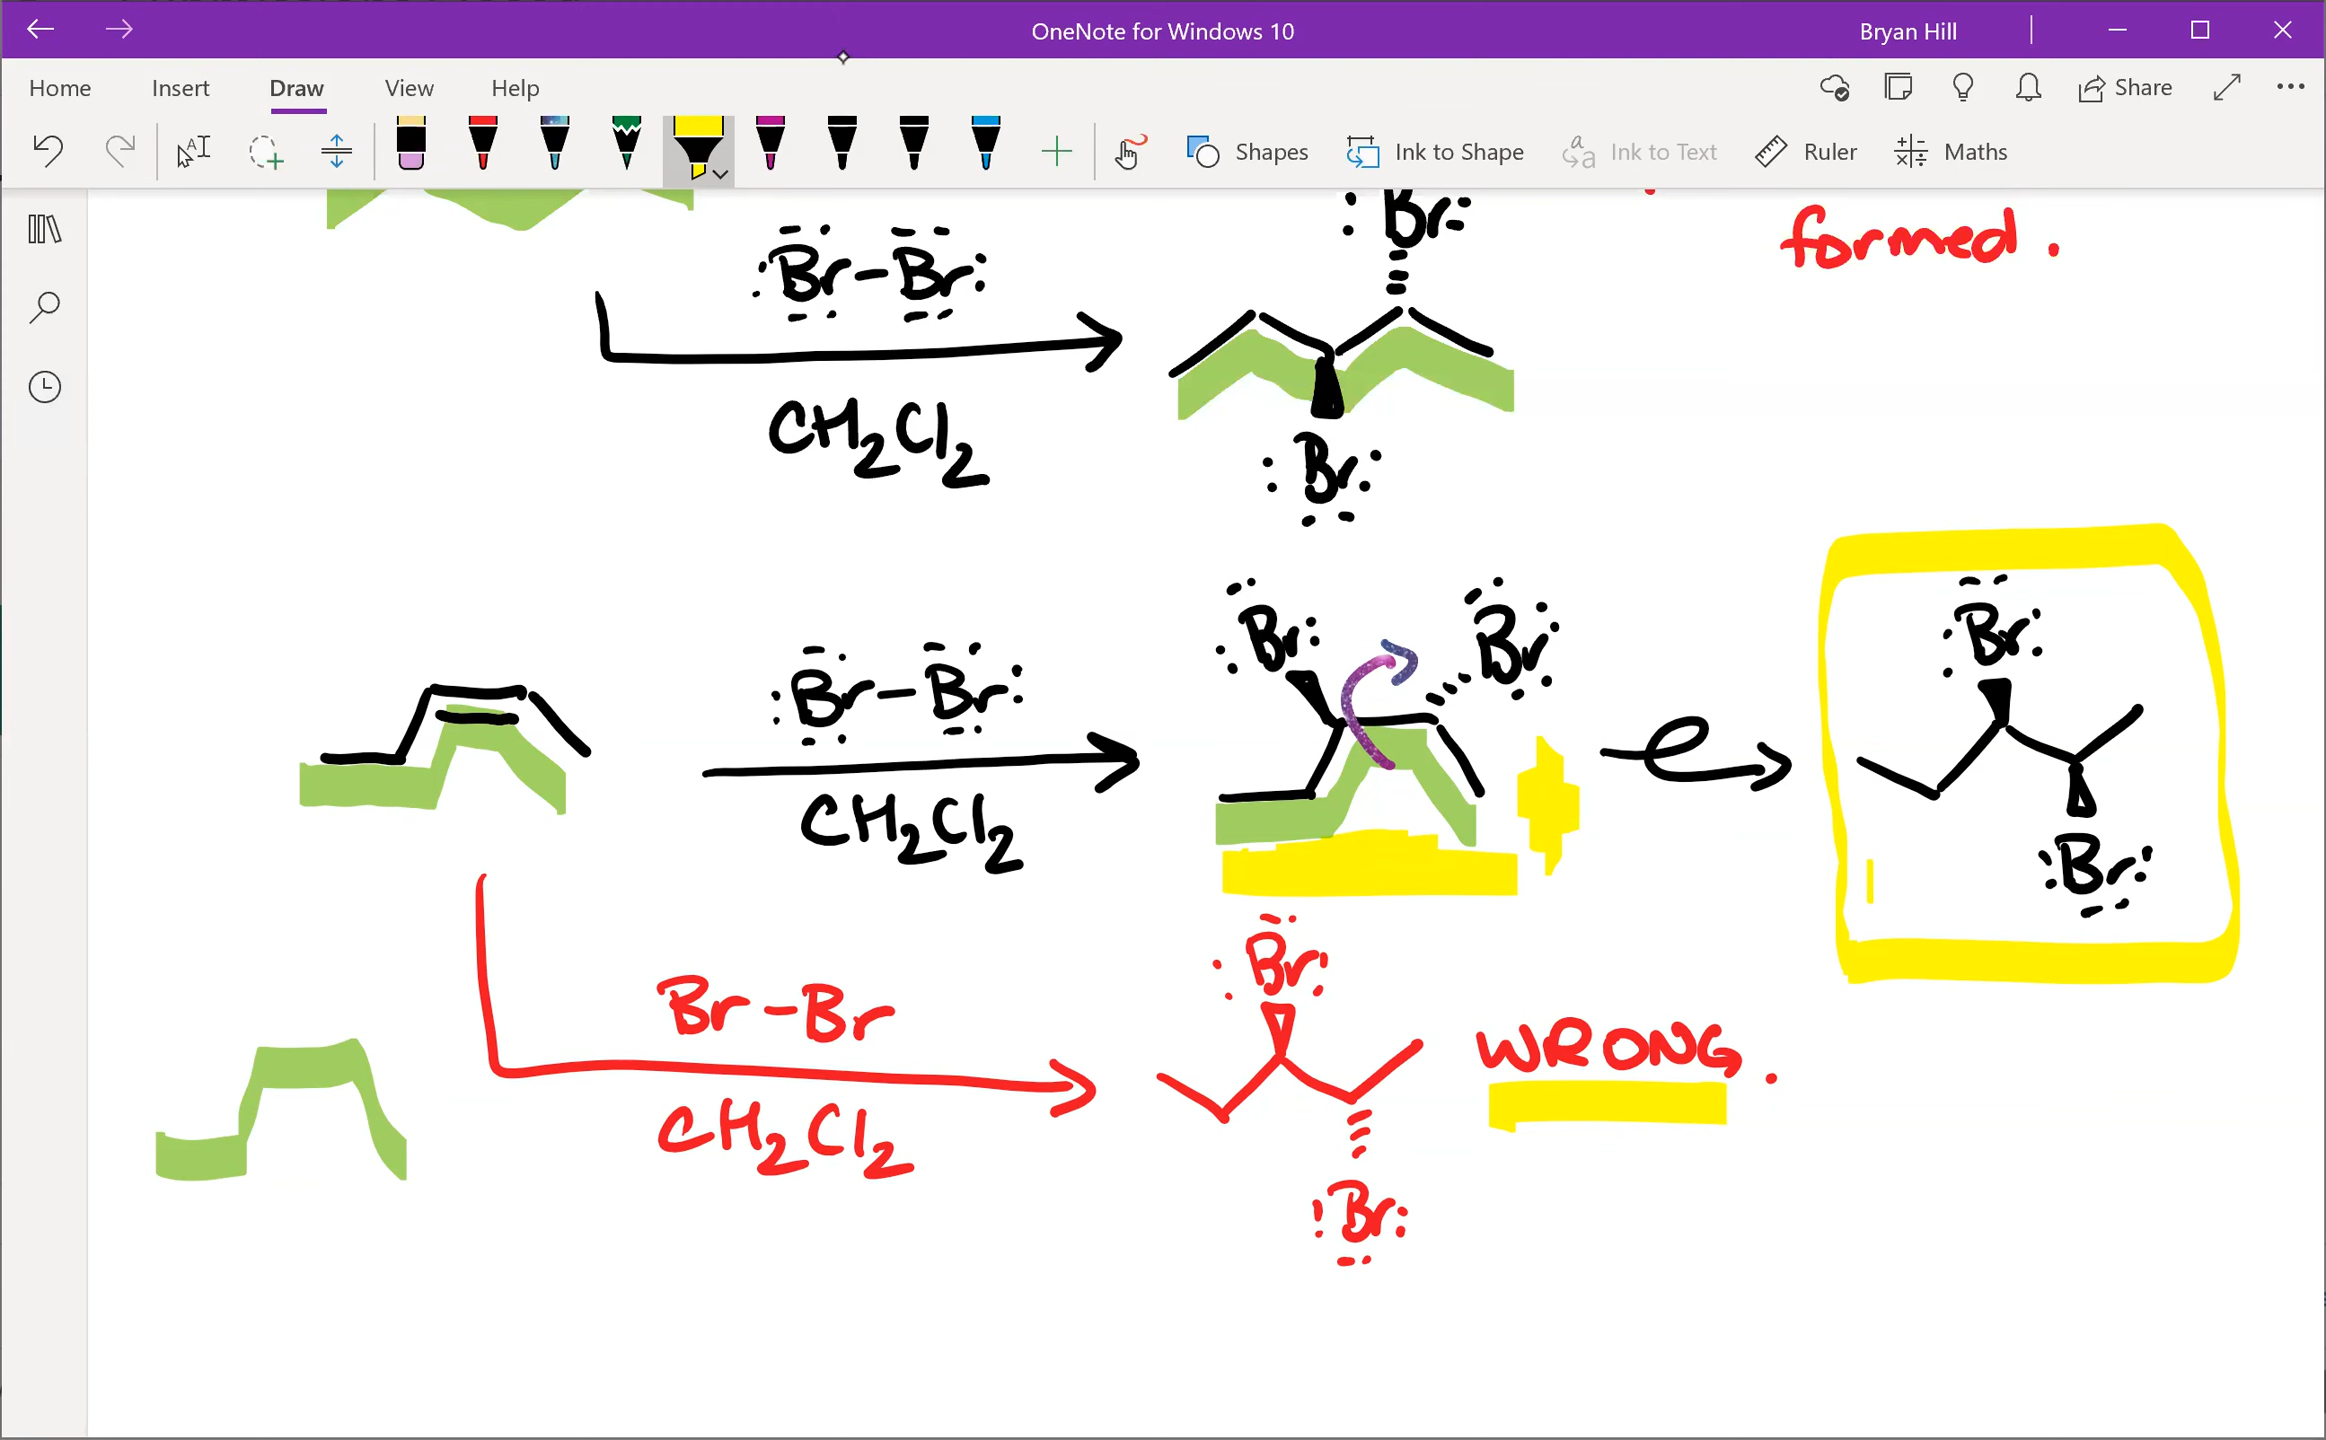 OneNote for Windows 10
Bryan Hill
Home Insert Draw View Help
Share
Shapes Ink to Shape Ink to Text Ruler Maths
Br
formed.
Br-Br
CH2Cl2
Br
Br
Br
Br
Br-Br
CH2Cl2
Br
Br
Br-Br
WRONG.
CH2Cl2
Br